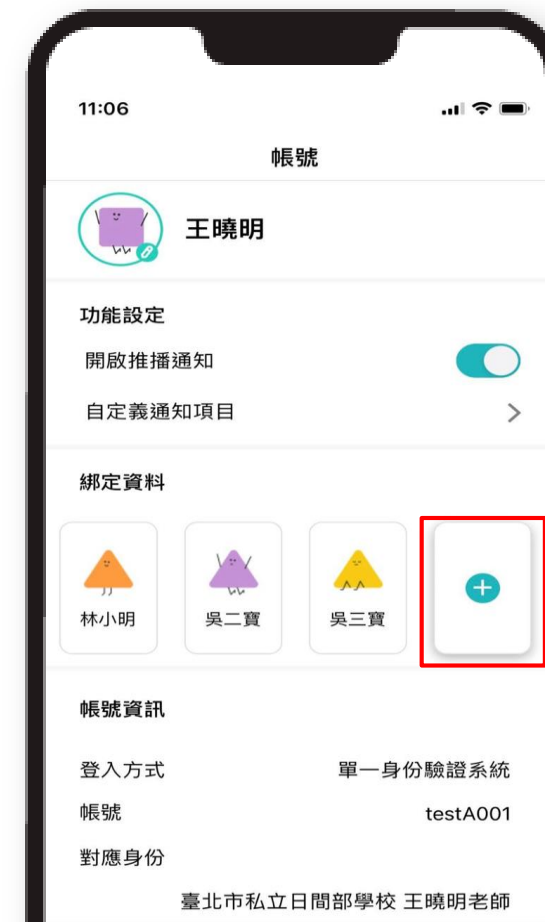 11:06
帳號
王曉明
功能設定
開啟推播通知
自定義通知項目
綁定資料
林小明 吳二寶 吳三寶
帳號資訊
登入方式 單一身份驗證系統
帳號 testA001
對應身份
臺北市私立日間部學校 王曉明老師